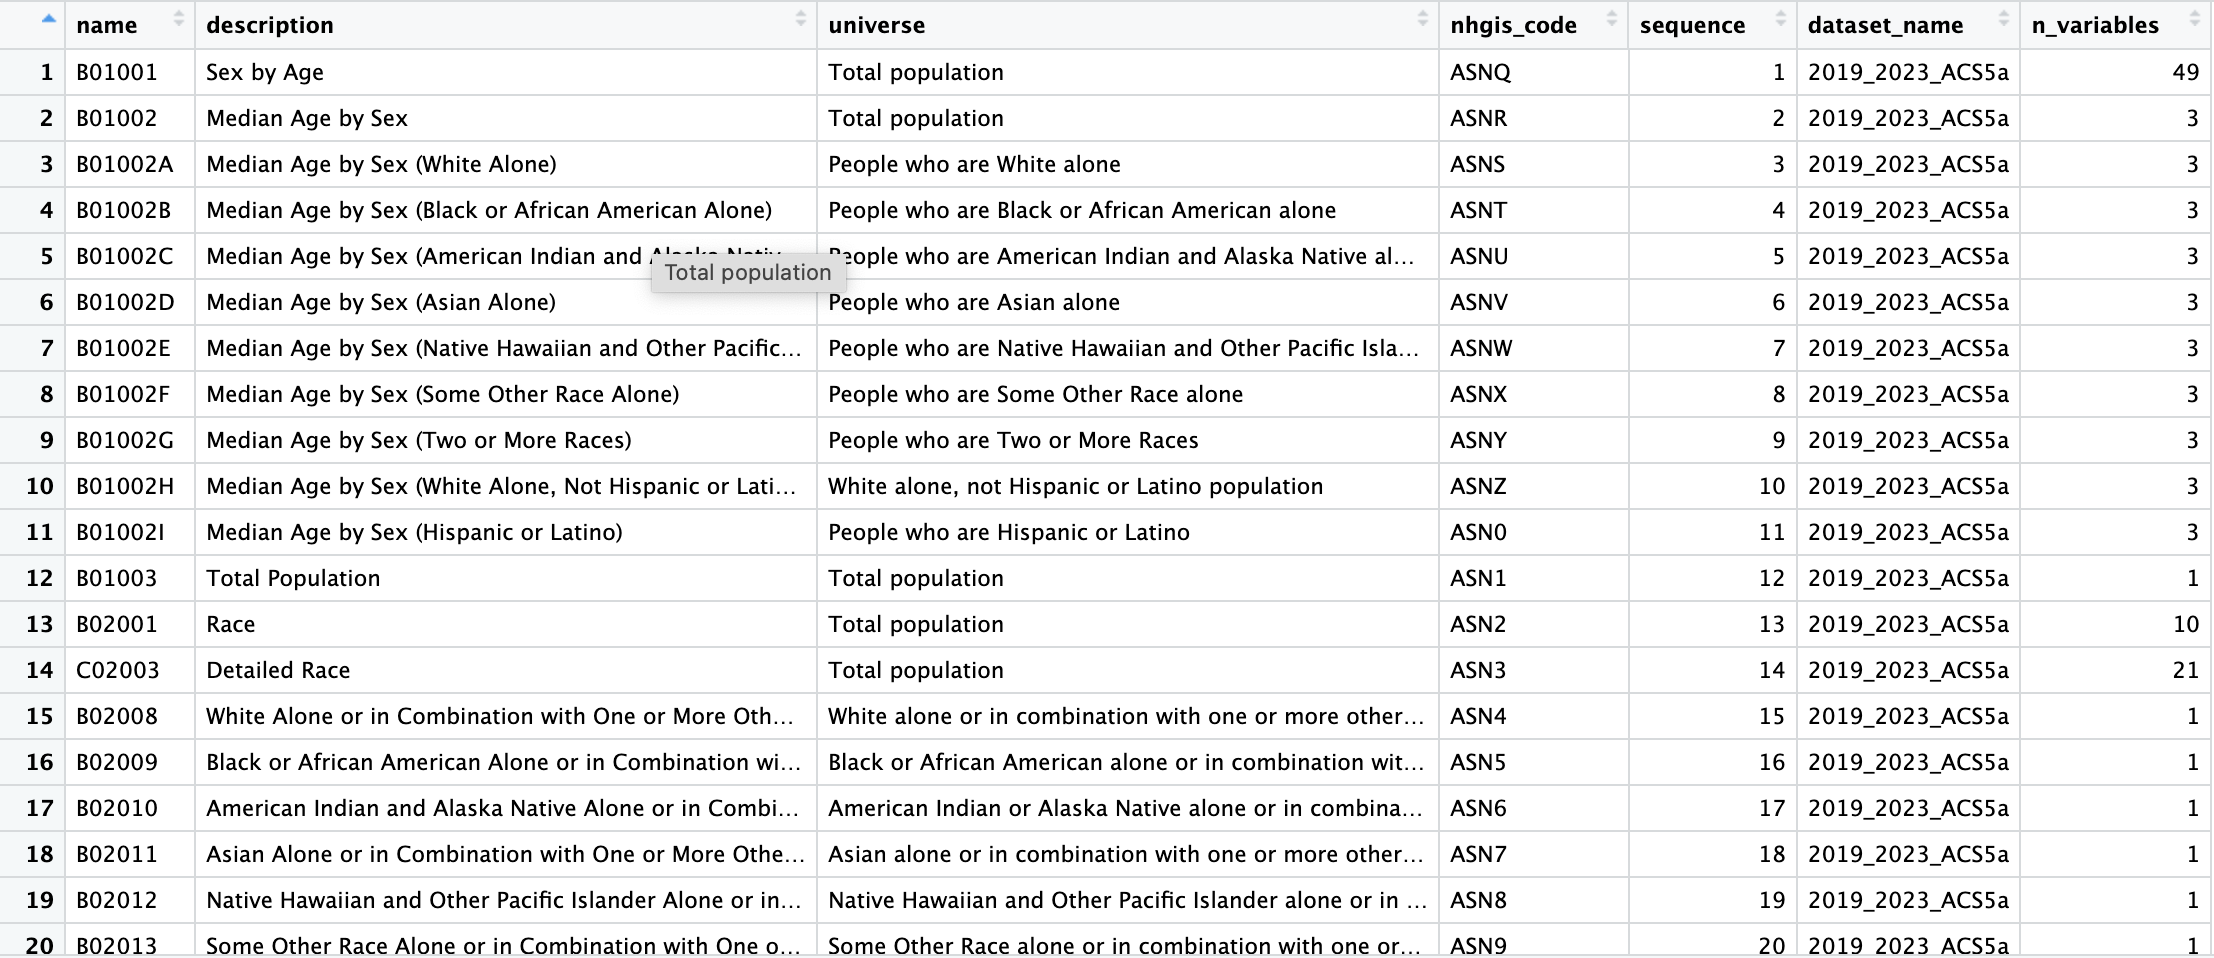 name description universe nhgis_code sequence dataset_name n_variables
1 B01001 Sex by Age Total population ASNQ 1 2019_2023_ACS5a 49
2 B01002 Median Age by Sex Total population ASNR 2 2019_2023_ACS5a 3
3 B01002A Median Age by Sex (White Alone) People who are White alone ASNS 3 2019_2023_ACS5a 3
4 B01002B Median Age by Sex (Black or African American Alone) People who are Black or African American alone ASNT 4 2019_2023_ACS5a 3
5 B01002C Median Age by Sex (American Indian and Alaska Nativ... People who are American Indian and Alaska Native al... ASNU 5 2019_2023_ACS5a 3
Total population
6 B01002D Median Age by Sex (Asian Alone) People who are Asian alone ASNV 6 2019_2023_ACS5a 3
7 B01002E Median Age by Sex (Native Hawaiian and Other Pacific... People who are Native Hawaiian and Other Pacific Isla... ASNW 7 2019_2023_ACS5a 3
8 B01002F Median Age by Sex (Some Other Race Alone) People who are Some Other Race alone ASNX 8 2019_2023_ACS5a 3
9 B01002G Median Age by Sex (Two or More Races) People who are Two or More Races ASNY 9 2019_2023_ACS5a 3
10 B01002H Median Age by Sex (White Alone, Not Hispanic or Lati... White alone, not Hispanic or Latino population ASNZ 10 2019_2023_ACS5a 3
11 B01002I Median Age by Sex (Hispanic or Latino) People who are Hispanic or Latino ASN0 11 2019_2023_ACS5a 3
12 B01003 Total Population Total population ASN1 12 2019_2023_ACS5a 1
13 B02001 Race Total population ASN2 13 2019_2023_ACS5a 10
14 C02003 Detailed Race Total population ASN3 14 2019_2023_ACS5a 21
15 B02008 White Alone or in Combination with One or More Oth... White alone or in combination with one or more other... ASN4 15 2019_2023_ACS5a 1
16 B02009 Black or African American Alone or in Combination wi... Black or African American alone or in combination wit... ASN5 16 2019_2023_ACS5a 1
17 B02010 American Indian and Alaska Native Alone or in Combi... American Indian or Alaska Native alone or in combina... ASN6 17 2019_2023_ACS5a 1
18 B02011 Asian Alone or in Combination with One or More Othe... Asian alone or in combination with one or more other... ASN7 18 2019_2023_ACS5a 1
19 B02012 Native Hawaiian and Other Pacific Islander Alone or in... Native Hawaiian and Other Pacific Islander alone or in ... ASN8 19 2019_2023_ACS5a 1
20 B02013 Some Other Race Alone or in Combination with One o... Some Other Race alone or in combination with one or... ASN9 20 2019_2023_ACS5a 1